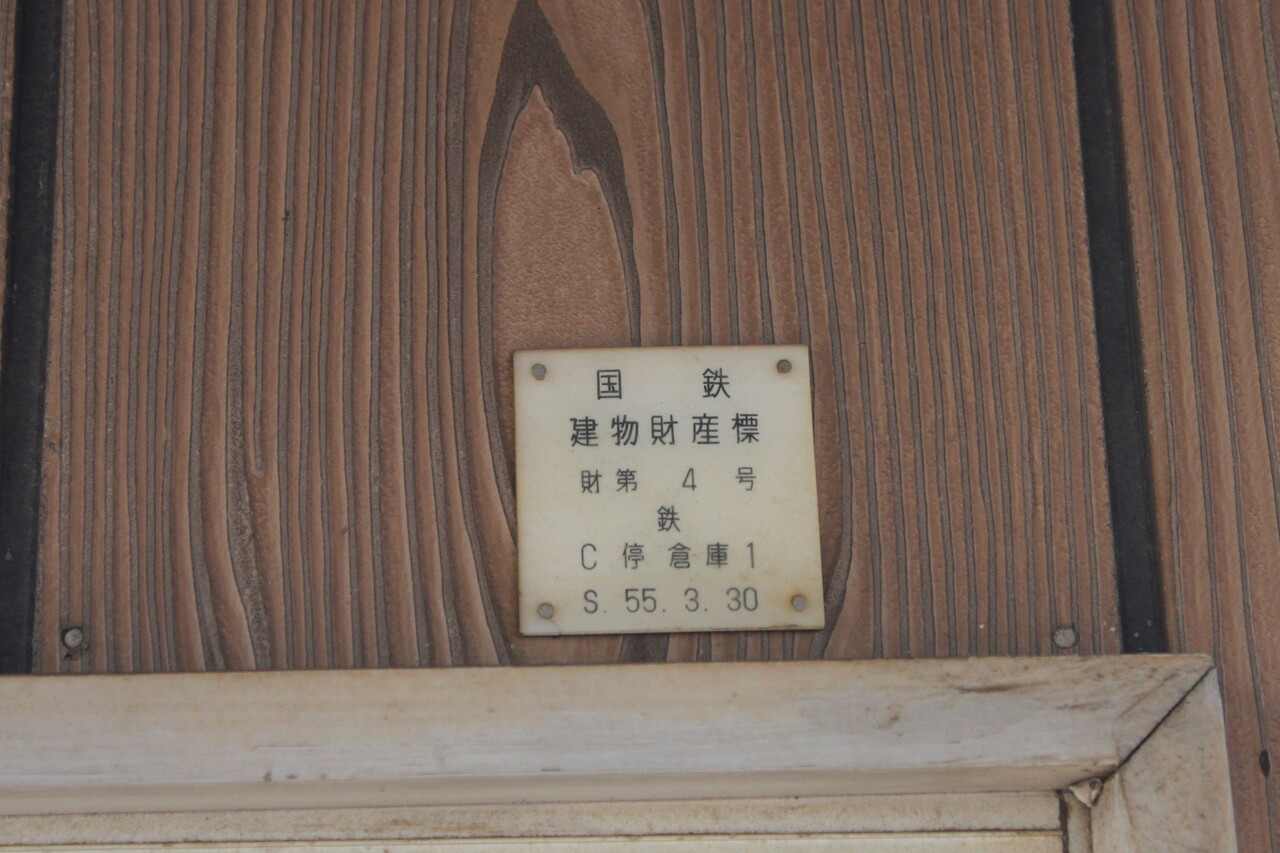 国 鉄
建物財産標
財第 4 号
鉄
C 停 倉庫 1
S. 55. 3. 30